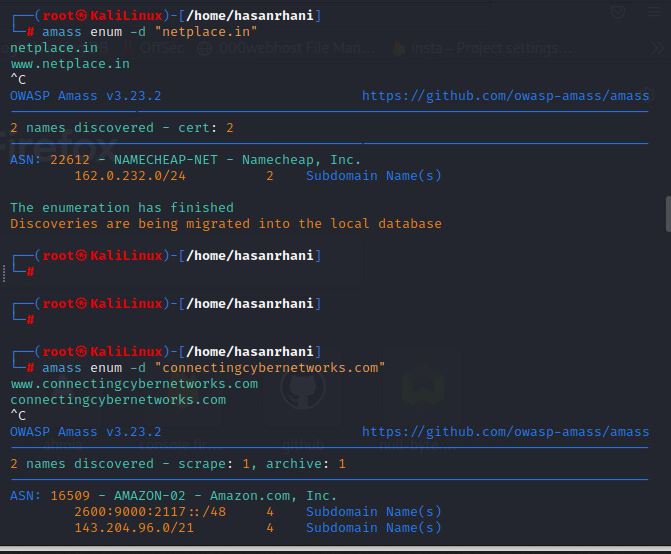 (root㉿KaliLinux)-[/home/hasanrhani]
# amass enum -d "netplace.in"
netplace.in
www.netplace.in
^C
OWASP Amass v3.23.2 https://github.com/owasp-amass/amass
2 names discovered - cert: 2
ASN: 22612 - NAMECHEAP-NET - Namecheap, Inc.
162.0.232.0/24 2 Subdomain Name(s)
The enumeration has finished
Discoveries are being migrated into the local database
(root㉿KaliLinux)-[/home/hasanrhani]
#
(root㉿KaliLinux)-[/home/hasanrhani]
#
(root㉿KaliLinux)-[/home/hasanrhani]
# amass enum -d "connectingcybernetworks.com"
www.connectingcybernetworks.com
connectingcybernetworks.com
^C
OWASP Amass v3.23.2 https://github.com/owasp-amass/amass
2 names discovered - scrape: 1, archive: 1
ASN: 16509 - AMAZON-02 - Amazon.com, Inc.
2600:9000:2117::/48 4 Subdomain Name(s)
143.204.96.0/21 4 Subdomain Name(s)